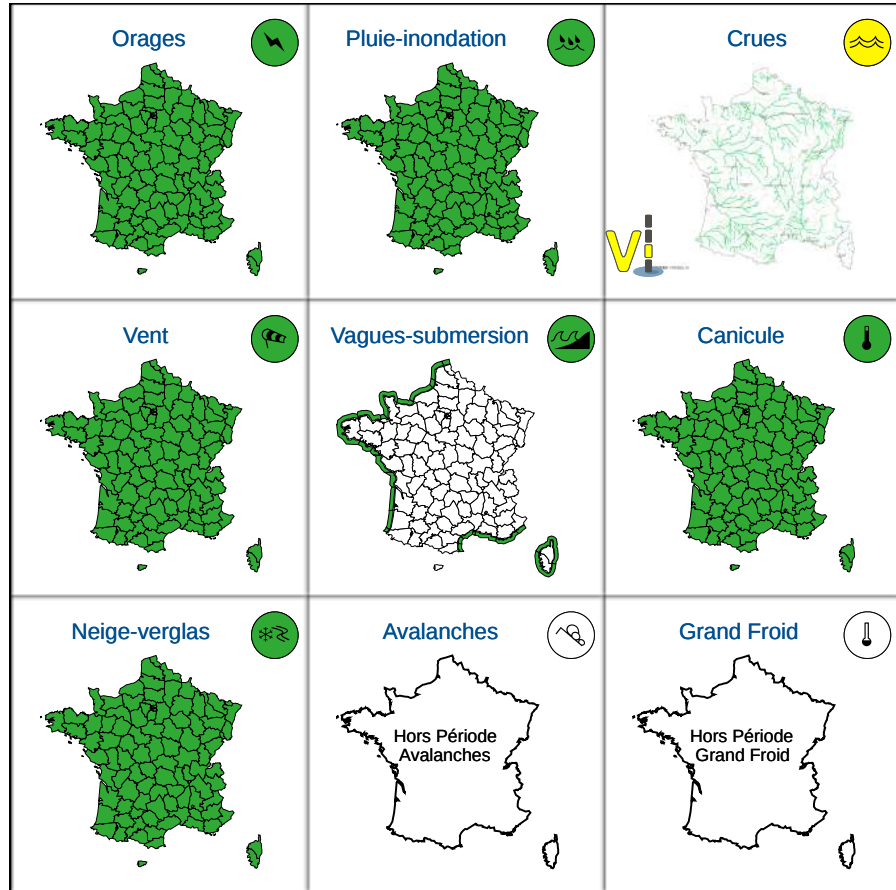 Orages
Pluie-inondation
Crues
Vi
Vent
Vagues-submersion
Canicule
Neige-verglas
Avalanches
Grand Froid
Hors Période
Avalanches
Hors Période
Grand Froid